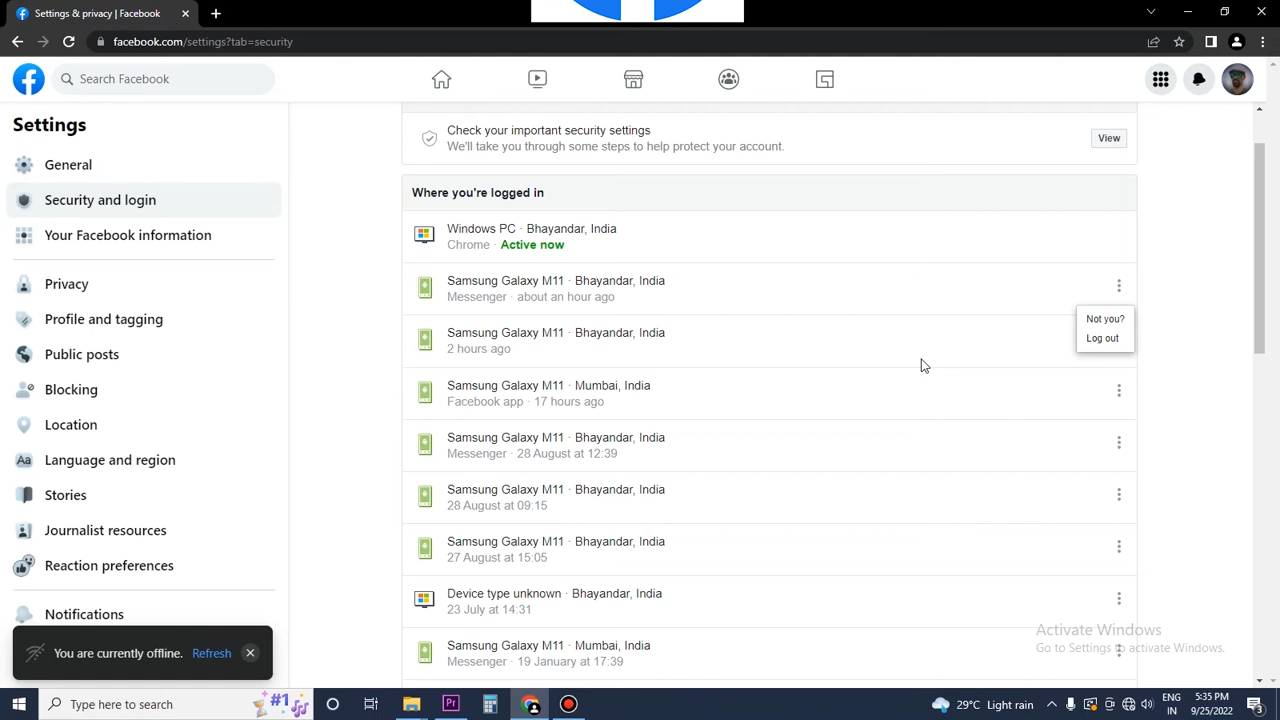 Settings & privacy | Facebook
facebook.com/settings?tab=security
Search Facebook
Settings
General
Security and login
Your Facebook information
Privacy
Profile and tagging
Public posts
Blocking
Location
Language and region
Stories
Journalist resources
Reaction preferences
Notifications
You are currently offline. Refresh
Check your important security settings
We'll take you through some steps to help protect your account.
View
Where you're logged in
Windows PC · Bhayandar, India
Chrome · Active now
Samsung Galaxy M11 · Bhayandar, India
Messenger · about an hour ago
Not you?
Log out
Samsung Galaxy M11 · Bhayandar, India
2 hours ago
Samsung Galaxy M11 · Mumbai, India
Facebook app · 17 hours ago
Samsung Galaxy M11 · Bhayandar, India
Messenger · 28 August at 12:39
Samsung Galaxy M11 · Bhayandar, India
28 August at 09:15
Samsung Galaxy M11 · Bhayandar, India
27 August at 15:05
Device type unknown · Bhayandar, India
23 July at 14:31
Samsung Galaxy M11 · Mumbai, India
Messenger · 19 January at 17:39
Activate Windows
Go to Settings to activate Windows.
Type here to search
#1
Pr
29°C Light rain
ENG
IN
5:35 PM
9/25/2022
3